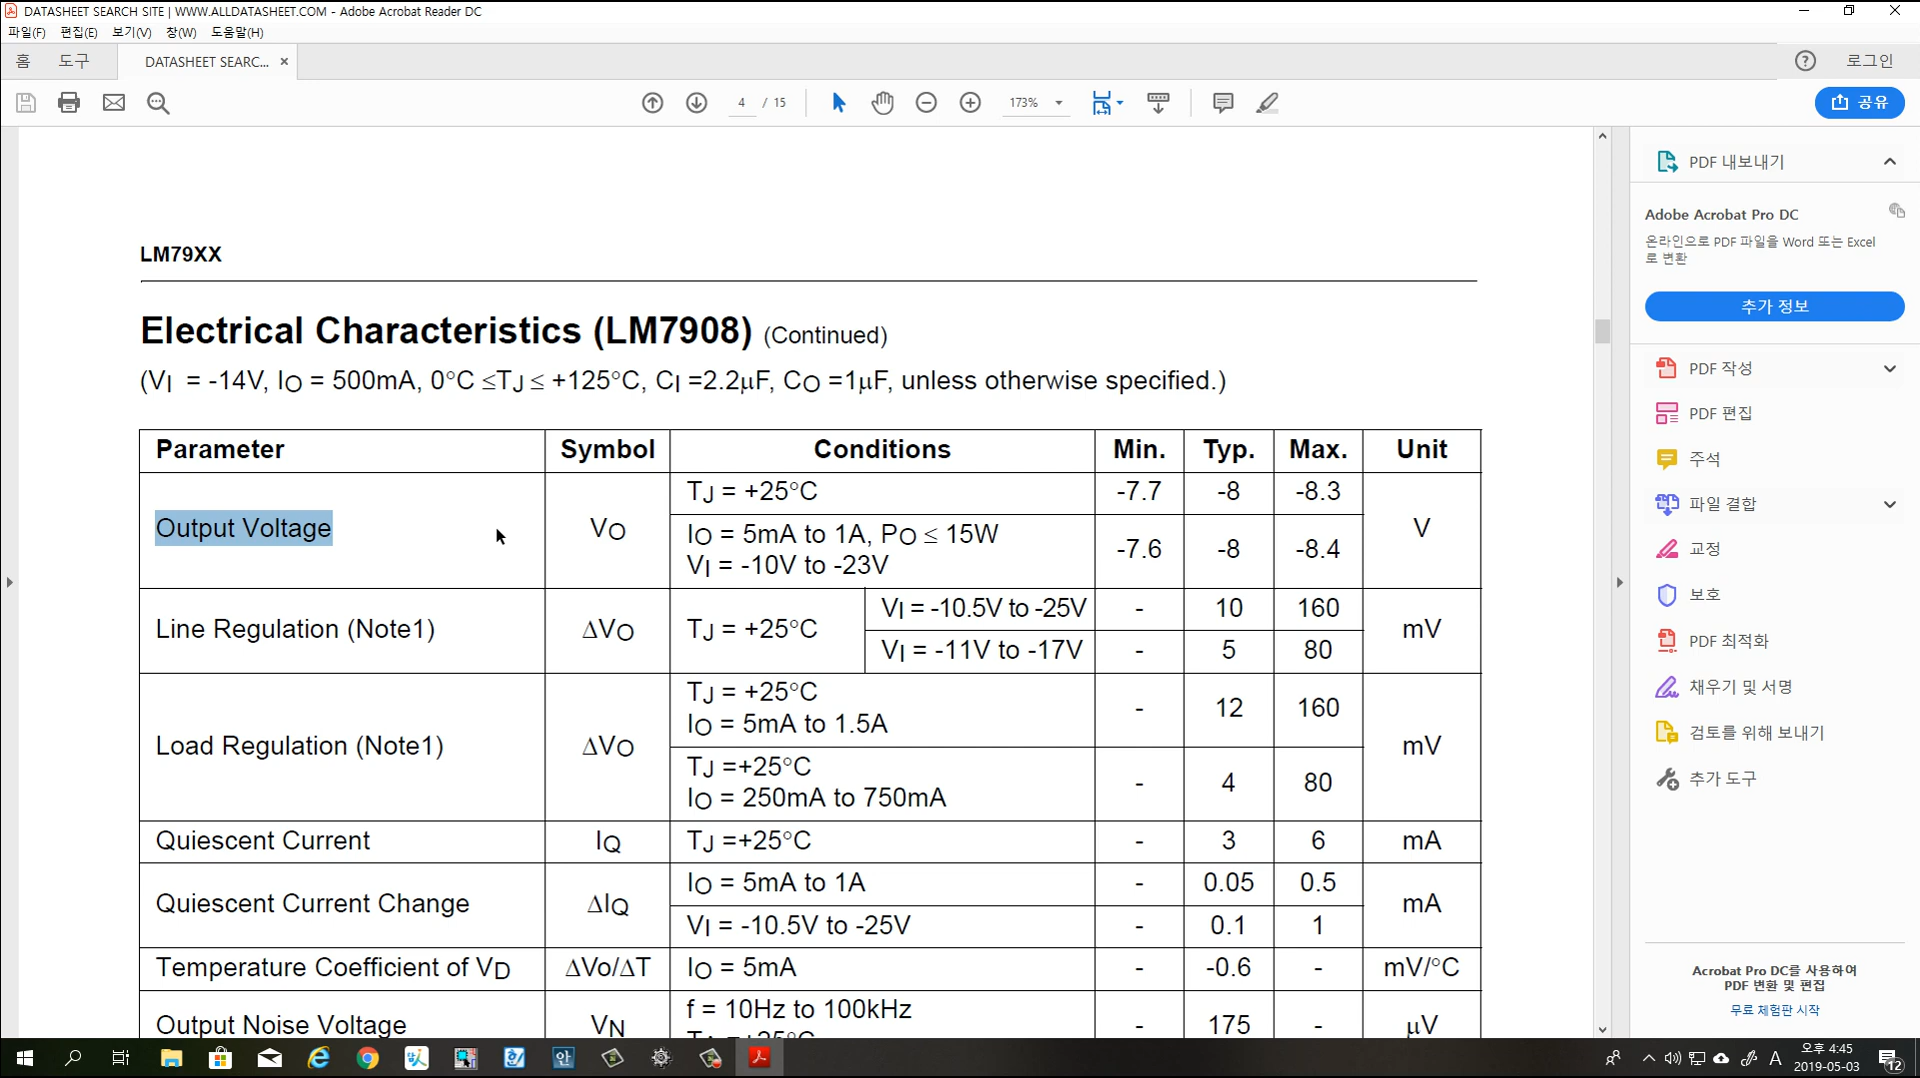 DATASHEET SEARCH SITE | WWW.ALLDATASHEET.COM - Adobe Acrobat Reader DC
파일(F) 편집(E) 보기(V) 창(W) 도움말(H)
홈 도구 DATASHEET SEARC... × ? 로그인
4 / 15 173% 공유
LM79XX
Electrical Characteristics (LM7908) (Continued)
(VI = -14V, IO = 500mA, 0°C ≤TJ ≤ +125°C, CI =2.2μF, CO =1μF, unless otherwise specified.)
Parameter Symbol Conditions Min. Typ. Max. Unit
Output Voltage VO TJ = +25°C -7.7 -8 -8.3 V
IO = 5mA to 1A, PO ≤ 15W
VI = -10V to -23V -7.6 -8 -8.4
Line Regulation (Note1) ΔVO TJ = +25°C VI = -10.5V to -25V - 10 160 mV
VI = -11V to -17V - 5 80
Load Regulation (Note1) ΔVO TJ = +25°C
IO = 5mA to 1.5A - 12 160 mV
TJ =+25°C
IO = 250mA to 750mA - 4 80
Quiescent Current IQ TJ =+25°C - 3 6 mA
Quiescent Current Change ΔIQ IO = 5mA to 1A - 0.05 0.5 mA
VI = -10.5V to -25V - 0.1 1
Temperature Coefficient of VD ΔVo/ΔT IO = 5mA - -0.6 - mV/°C
Output Noise Voltage VN f = 10Hz to 100kHz - 175 - μV
PDF 내보내기
Adobe Acrobat Pro DC
온라인으로 PDF 파일을 Word 또는 Excel
로 변환
추가 정보
PDF 작성
PDF 편집
주석
파일 결합
교정
보호
PDF 최적화
채우기 및 서명
검토를 위해 보내기
추가 도구
Acrobat Pro DC를 사용하여
PDF 변환 및 편집
무료 체험판 시작
A 오후 4:45
2019-05-03 12